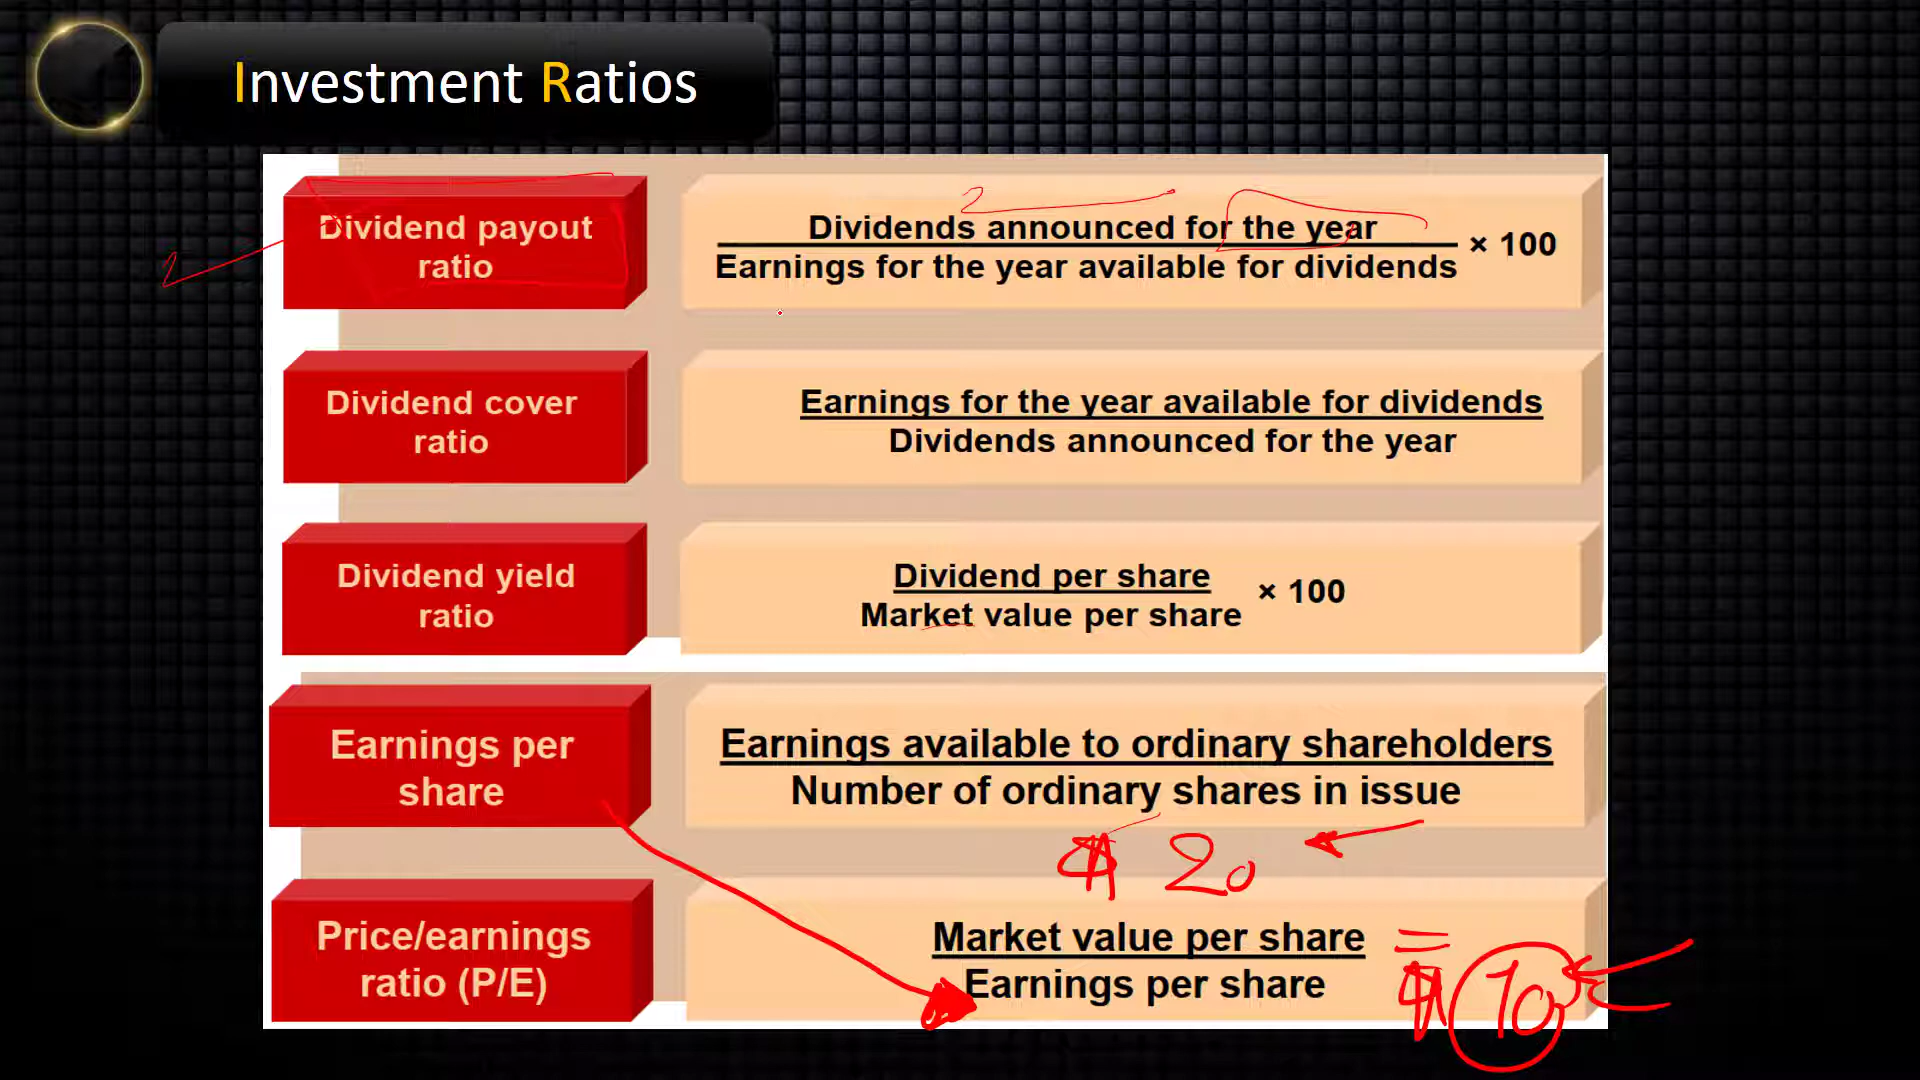 Investment Ratios
Dividend payout
ratio
Dividends announced for the year
Earnings for the year available for dividends
× 100
Dividend cover
ratio
Earnings for the year available for dividends
Dividends announced for the year
Dividend yield
ratio
Dividend per share
Market value per share
× 100
Earnings per
share
Earnings available to ordinary shareholders
Number of ordinary shares in issue
$ 20
Price/earnings
ratio (P/E)
Market value per share
Earnings per share
=
$ 10